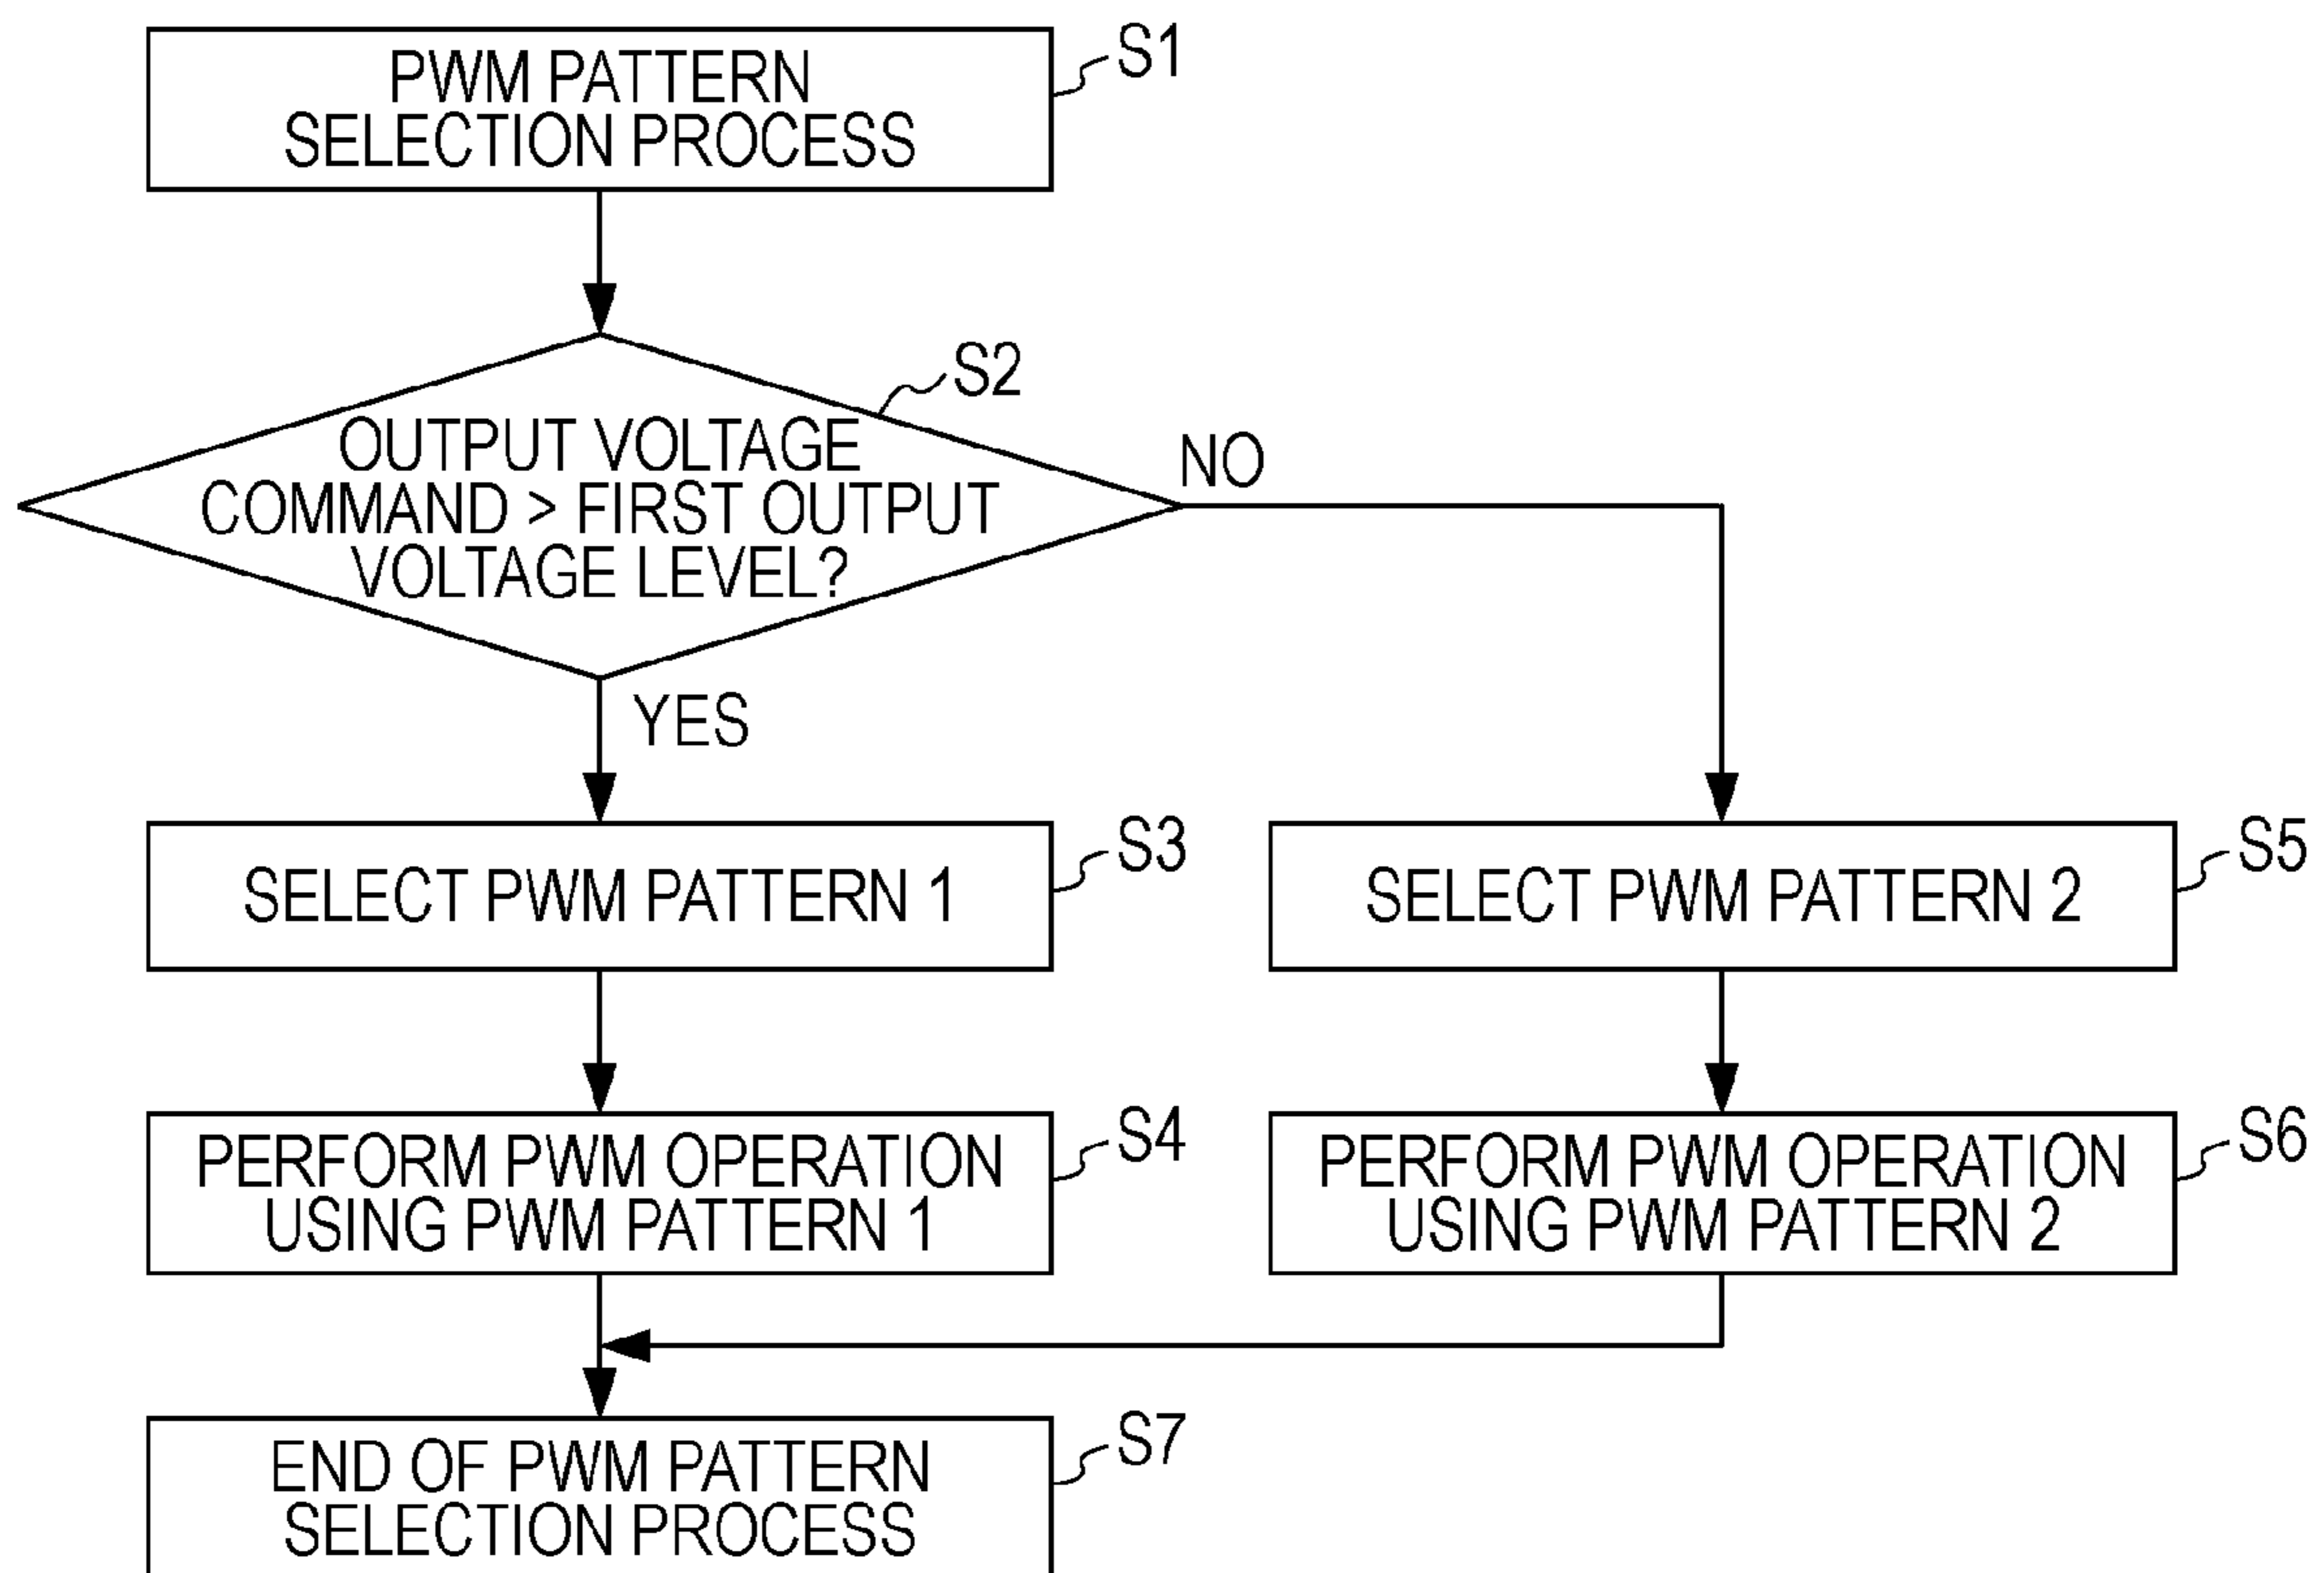 PWM PATTERN
SELECTION PROCESS
S1
OUTPUT VOLTAGE
COMMAND > FIRST OUTPUT
VOLTAGE LEVEL?
S2
NO
YES
SELECT PWM PATTERN 1
S3
SELECT PWM PATTERN 2
S5
PERFORM PWM OPERATION
USING PWM PATTERN 1
S4
PERFORM PWM OPERATION
USING PWM PATTERN 2
S6
END OF PWM PATTERN
SELECTION PROCESS
S7